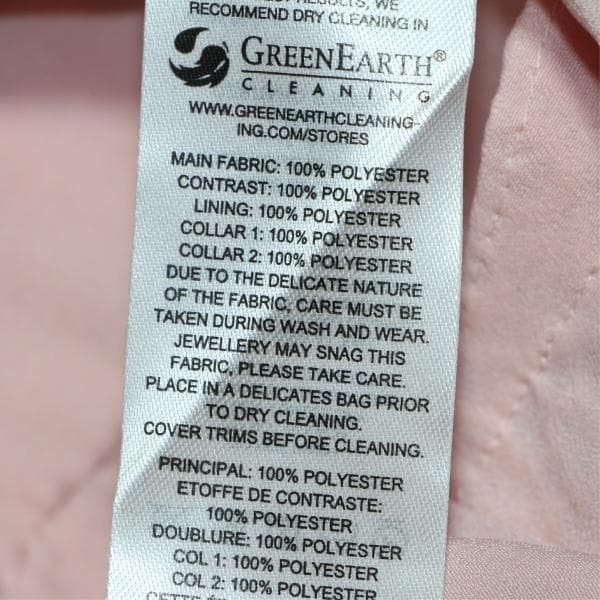 RESULTS, WE
RECOMMEND DRY CLEANING IN
GREENEARTH®
CLEANING
WWW.GREENEARTHCLEANING-
ING.COM/STORES
MAIN FABRIC: 100% POLYESTER
CONTRAST: 100% POLYESTER
LINING: 100% POLYESTER
COLLAR 1: 100% POLYESTER
COLLAR 2: 100% POLYESTER
DUE TO THE DELICATE NATURE
OF THE FABRIC, CARE MUST BE
TAKEN DURING WASH AND WEAR.
JEWELLERY MAY SNAG THIS
FABRIC, PLEASE TAKE CARE.
PLACE IN A DELICATES BAG PRIOR
TO DRY CLEANING.
COVER TRIMS BEFORE CLEANING.
PRINCIPAL: 100% POLYESTER
ETOFFE DE CONTRASTE:
100% POLYESTER
DOUBLURE: 100% POLYESTER
COL 1: 100% POLYESTER
COL 2: 100% POLYESTER